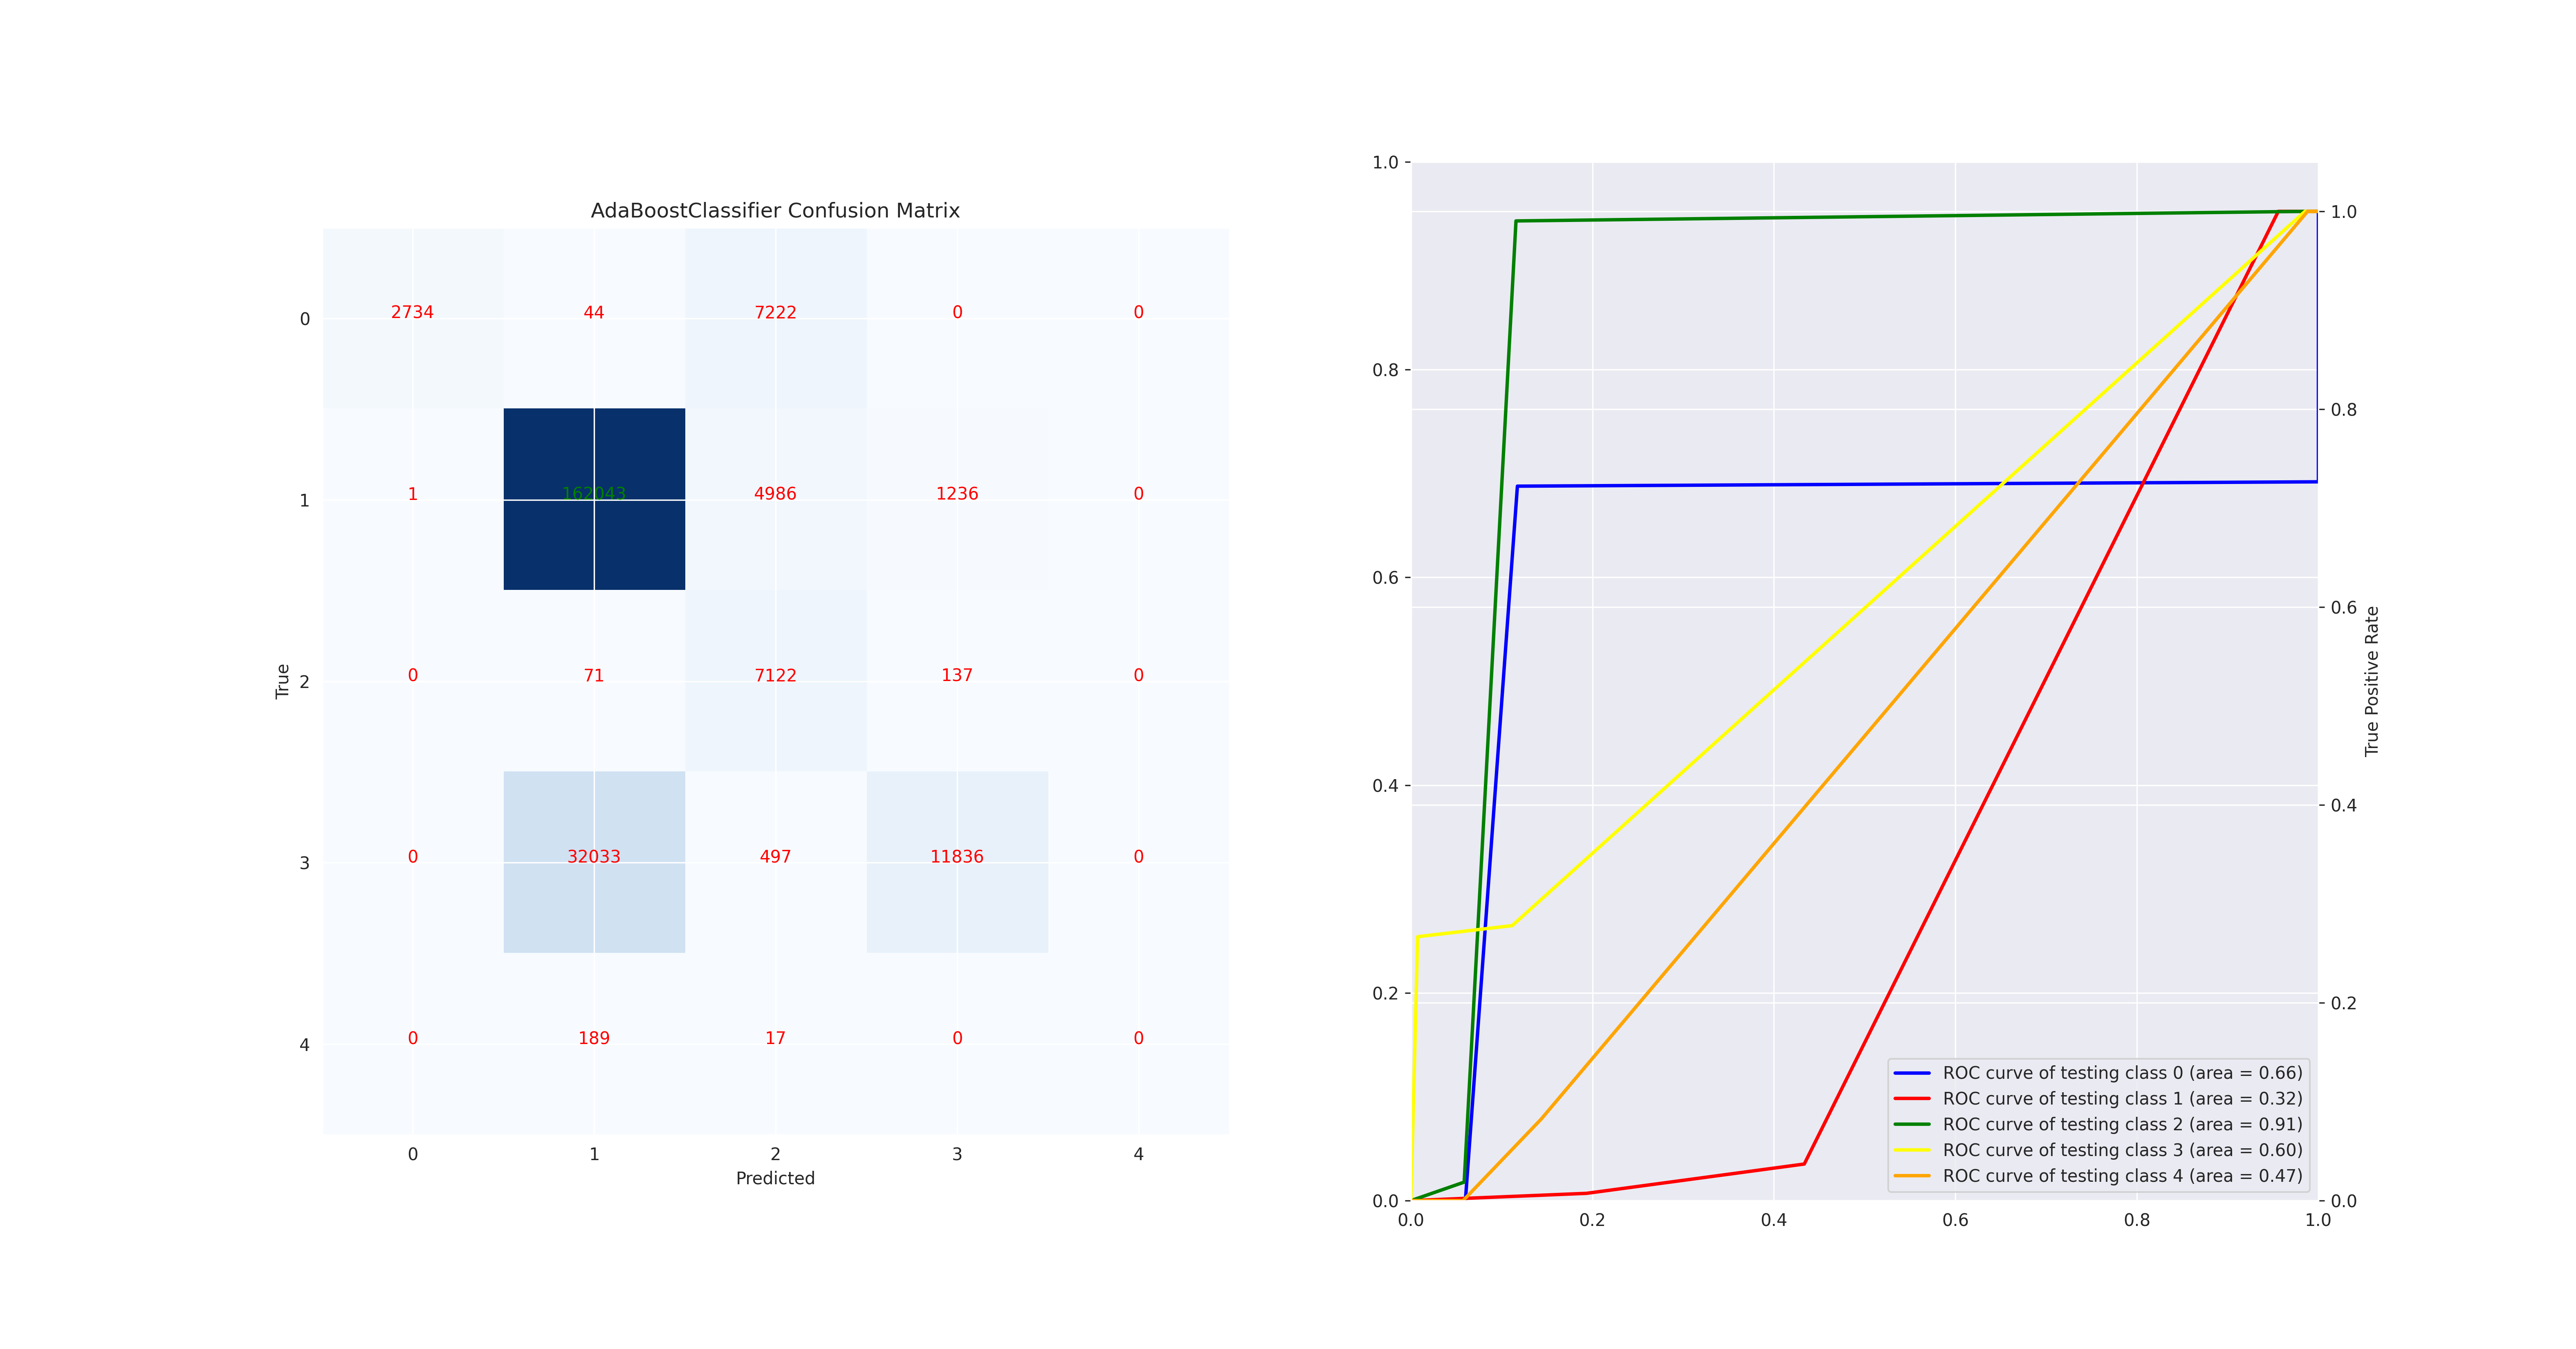 AdaBoostClassifier Confusion Matrix
0 2734 44 7222 0 0
1 1 162043 4986 1236 0
2 0 71 7122 137 0
3 0 32033 497 11836 0
4 0 189 17 0 0
0 1 2 3 4
True
Predicted
1.0
0.8
0.6
0.4
0.2
0.0
0.0 0.2 0.4 0.6 0.8 1.0
1.0
0.8
0.6
0.4
0.2
0.0
True Positive Rate
ROC curve of testing class 0 (area = 0.66)
ROC curve of testing class 1 (area = 0.32)
ROC curve of testing class 2 (area = 0.91)
ROC curve of testing class 3 (area = 0.60)
ROC curve of testing class 4 (area = 0.47)